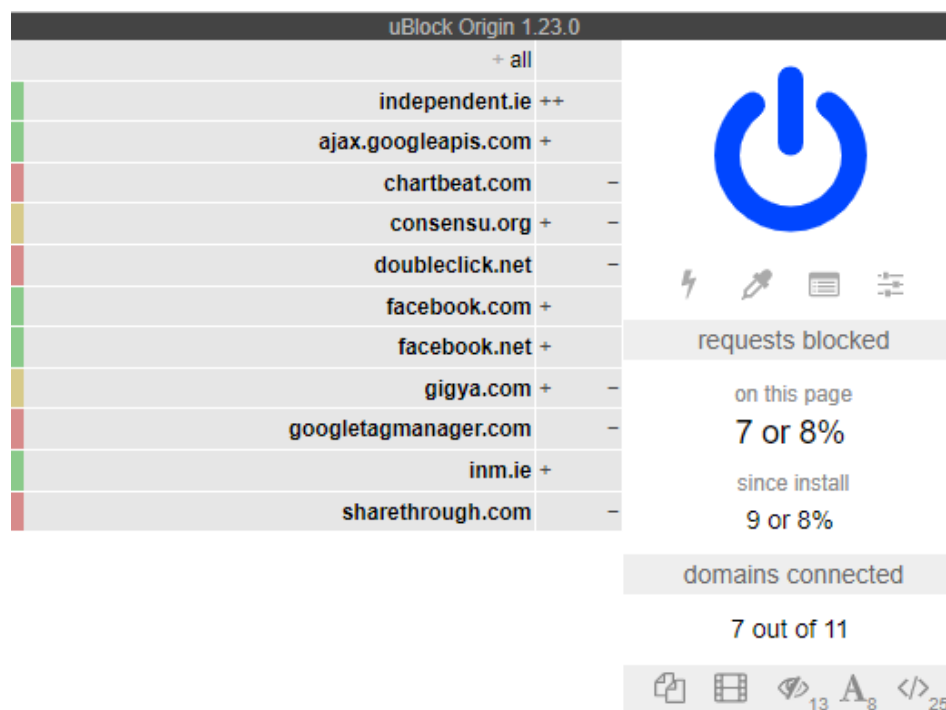 uBlock Origin 1.23.0
+ all
independent.ie ++
ajax.googleapis.com +
chartbeat.com −
consensu.org + −
doubleclick.net −
facebook.com +
facebook.net +
gigya.com + −
googletagmanager.com −
inm.ie +
sharethrough.com −
requests blocked
on this page
7 or 8%
since install
9 or 8%
domains connected
7 out of 11
13 A 8 </> 25